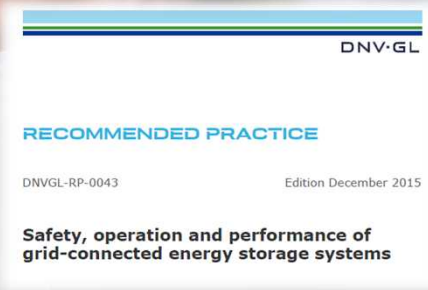 DNV·GL
RECOMMENDED PRACTICE
DNVGL-RP-0043 Edition December 2015
Safety, operation and performance of
grid-connected energy storage systems